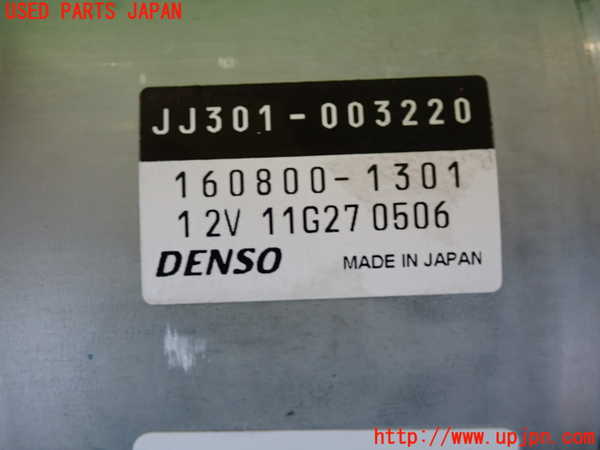 USED PARTS JAPAN
JJ301-003220
160800-1301
12V 11G27 0506
DENSO MADE IN JAPAN
http://www.upjpn.com/